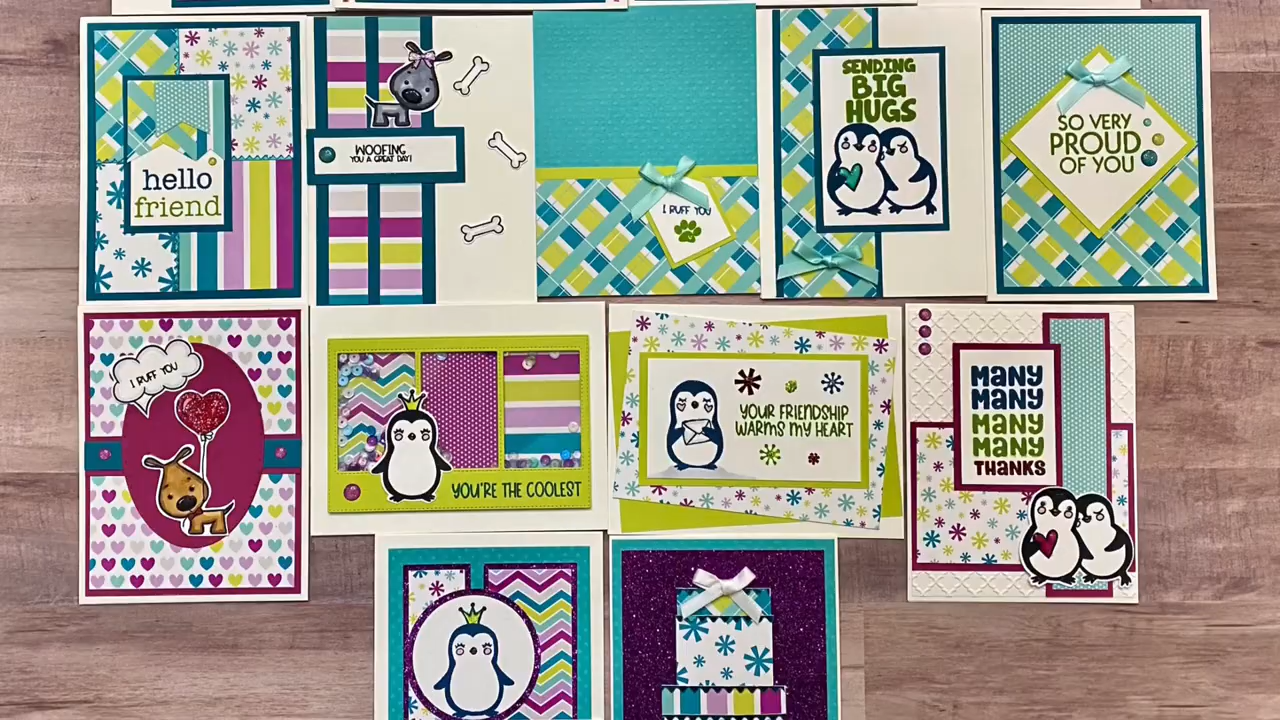 hello
friend
WOOFING
YOU A GREAT DAY!
I RUFF YOU
SENDING
BIG
HUGS
SO VERY
PROUD
OF YOU
I RUFF YOU
YOU'RE THE COOLEST
YOUR FRIENDSHIP
WARMS MY HEART
MANY
MANY
MANY
MANY
THANKS